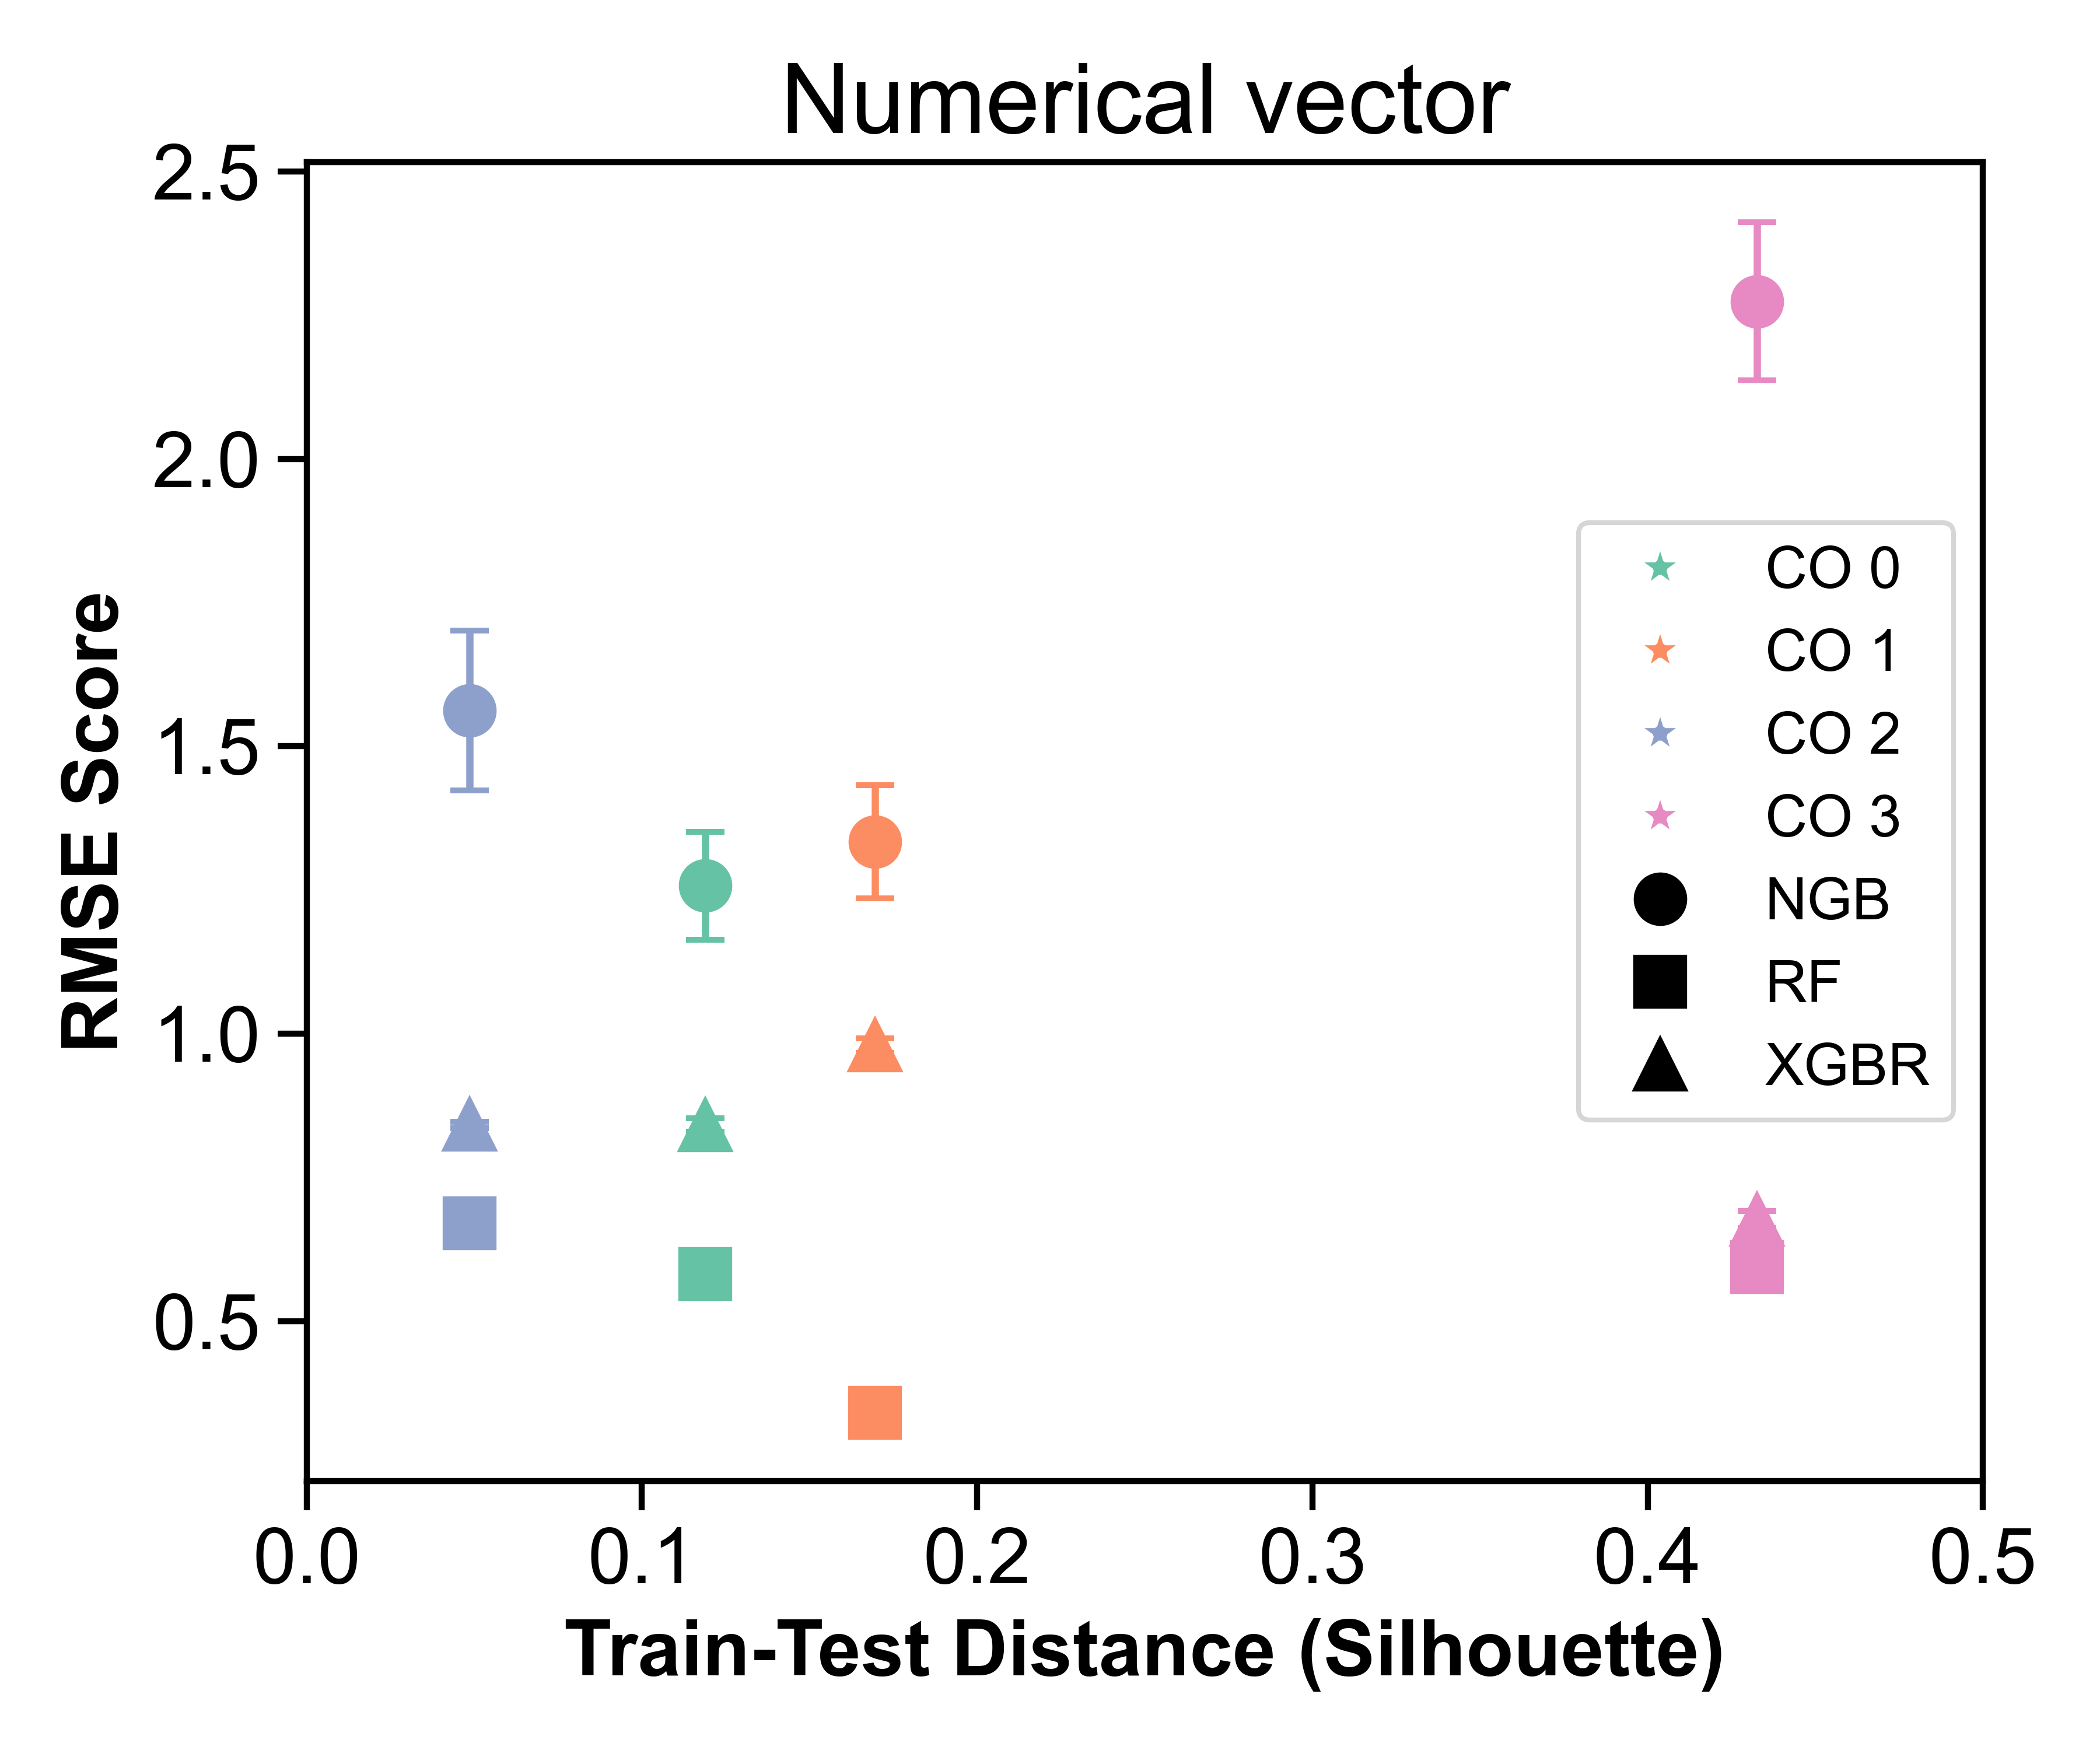 Numerical vector
2.5
2.0
1.5
1.0
0.5
RMSE Score
CO 0
CO 1
CO 2
CO 3
NGB
RF
XGBR
0.0 0.1 0.2 0.3 0.4 0.5
Train-Test Distance (Silhouette)